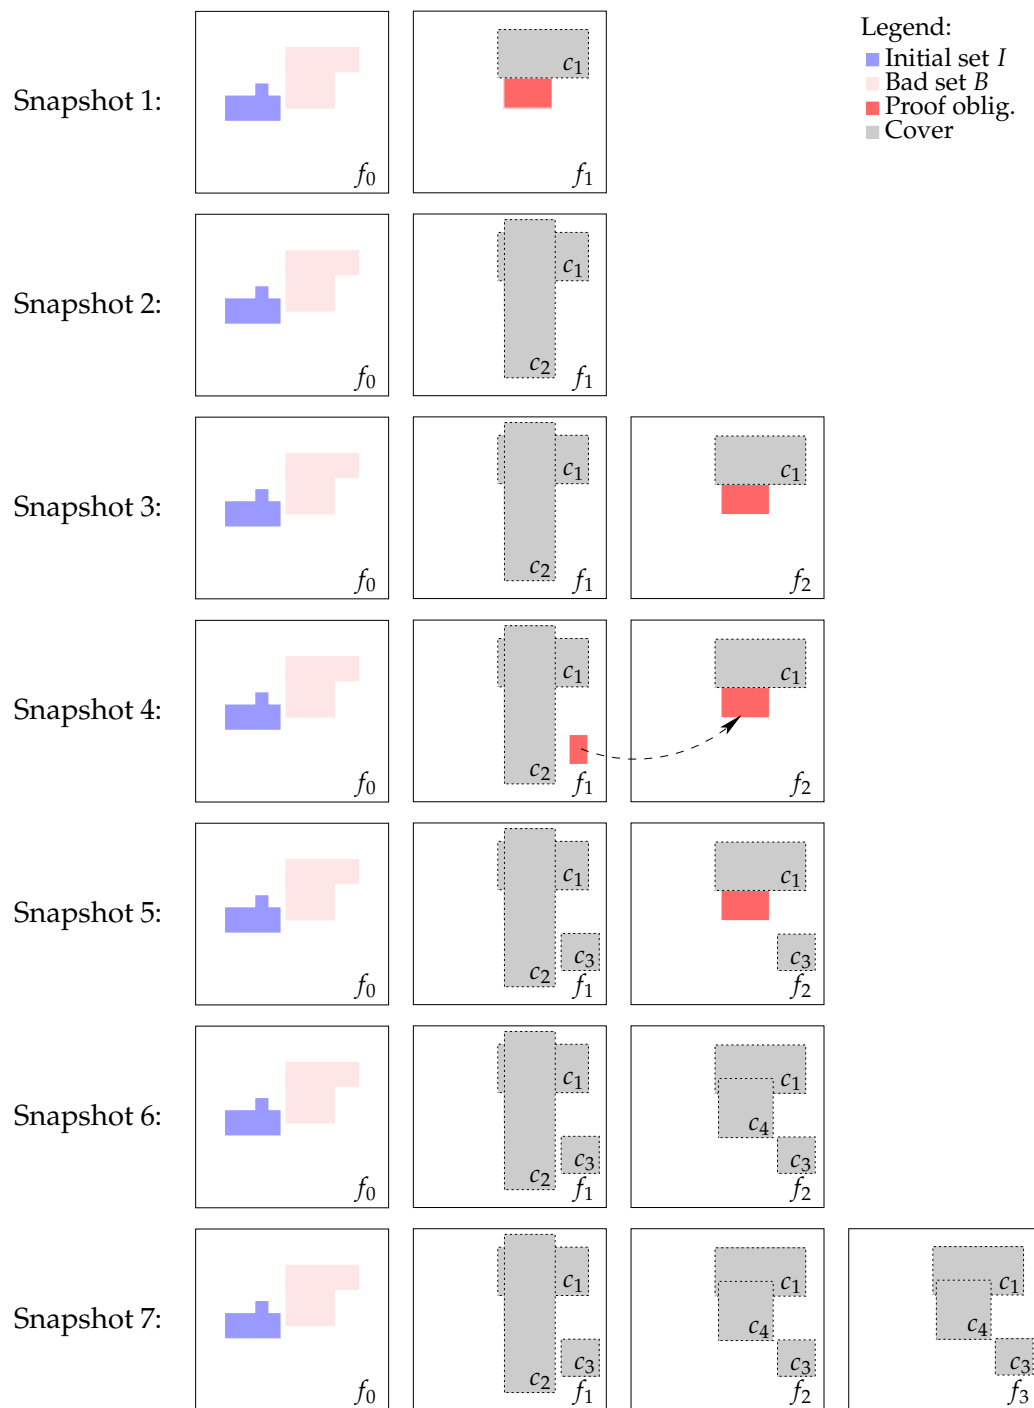 Legend:
Initial set I
Bad set B
Proof oblig.
Cover
Snapshot 1:
f0
c1
f1
Snapshot 2:
f0
c1
c2
f1
Snapshot 3:
f0
c1
c2
f1
c1
f2
Snapshot 4:
f0
c1
c2
f1
c1
f2
Snapshot 5:
f0
c1
c3
c2
f1
c1
c3
f2
Snapshot 6:
f0
c1
c3
c2
f1
c1
c4
c3
f2
Snapshot 7:
f0
c1
c3
c2
f1
c1
c4
c3
f2
c1
c4
c3
f3